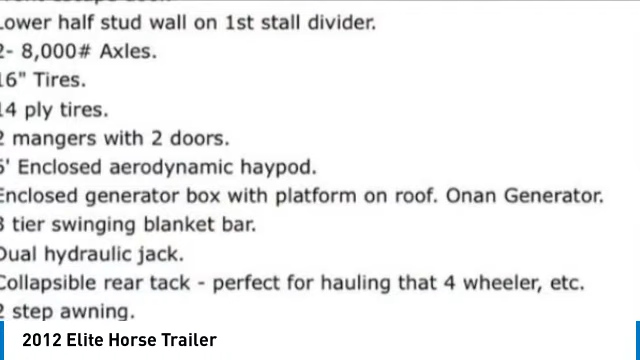 Lower half stud wall on 1st stall divider.
2- 8,000# Axles.
16" Tires.
14 ply tires.
2 mangers with 2 doors.
Enclosed aerodynamic haypod.
Enclosed generator box with platform on roof. Onan Generator.
3 tier swinging blanket bar.
Dual hydraulic jack.
Collapsible rear tack - perfect for hauling that 4 wheeler, etc.
2 step awning.
2012 Elite Horse Trailer